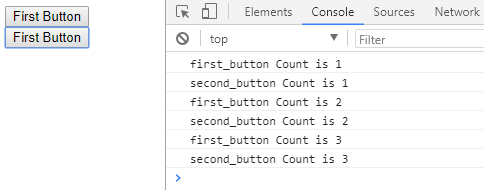 First Button
First Button
Elements Console Sources Network
top Filter
first_button Count is 1
second_button Count is 1
first_button Count is 2
second_button Count is 2
first_button Count is 3
second_button Count is 3